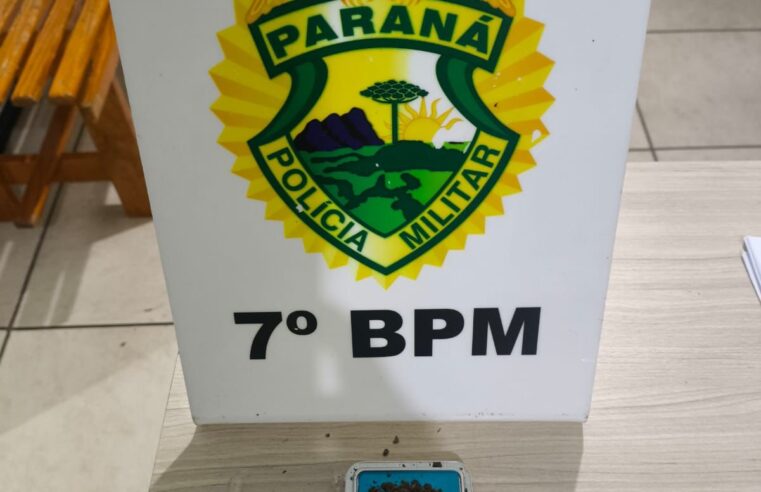 PARANÁ
POLÍCIA MILITAR
7º BPM